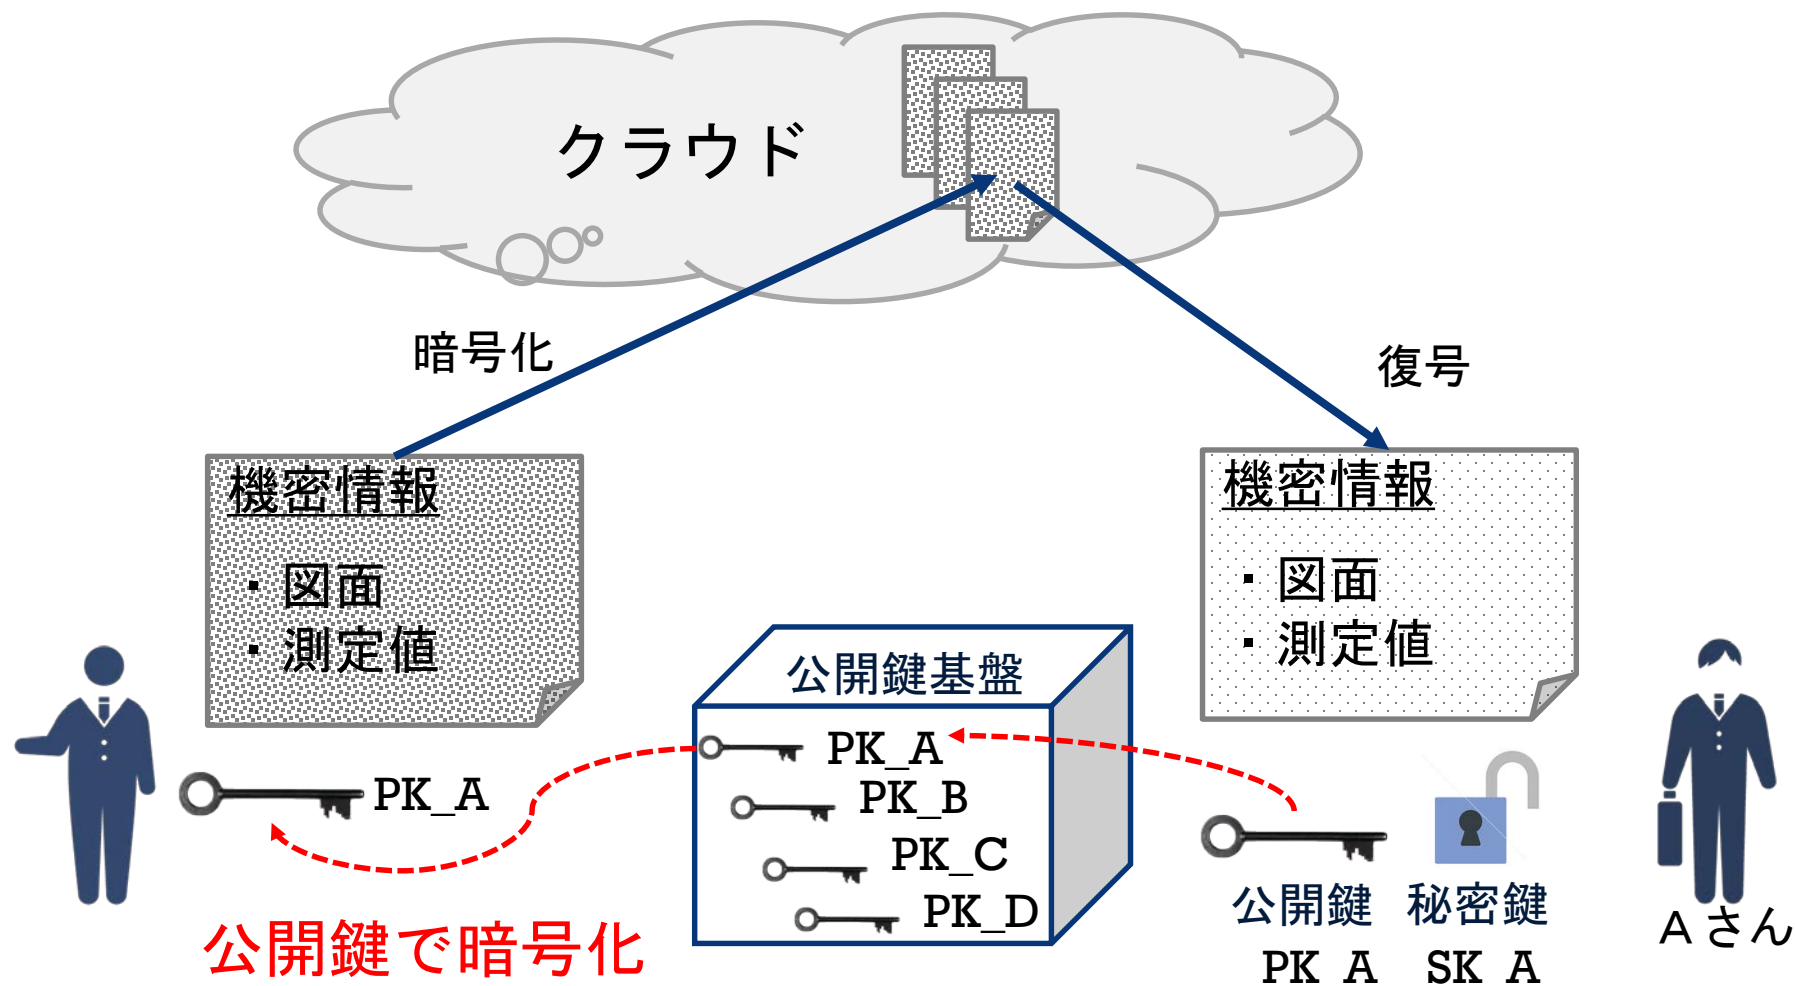 クラウド
暗号化
復号
機密情報
・図面
・測定値
機密情報
・図面
・測定値
公開鍵基盤
PK_A
PK_B
PK_C
PK_D
PK_A
公開鍵で暗号化
公開鍵 秘密鍵
PK_A SK_A
Aさん